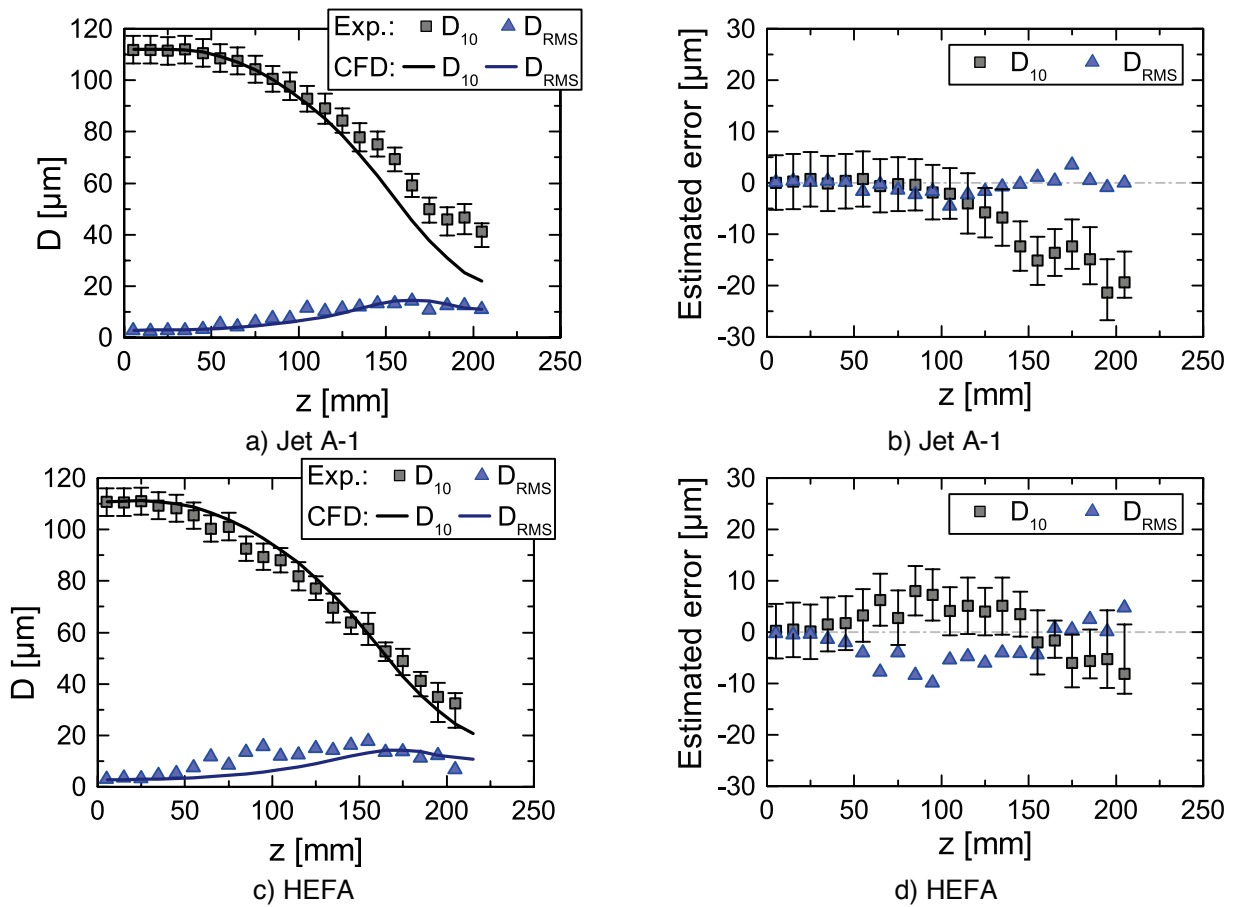 Exp.: D10 DRMS
CFD: D10 DRMS
D [µm]
120
100
80
60
40
20
0
0 50 100 150 200 250
z [mm]
a) Jet A-1
D10 DRMS
Estimated error [µm]
30
20
10
0
-10
-20
-30
0 50 100 150 200 250
z [mm]
b) Jet A-1
Exp.: D10 DRMS
CFD: D10 DRMS
D [µm]
120
100
80
60
40
20
0
0 50 100 150 200 250
z [mm]
c) HEFA
D10 DRMS
Estimated error [µm]
30
20
10
0
-10
-20
-30
0 50 100 150 200 250
z [mm]
d) HEFA